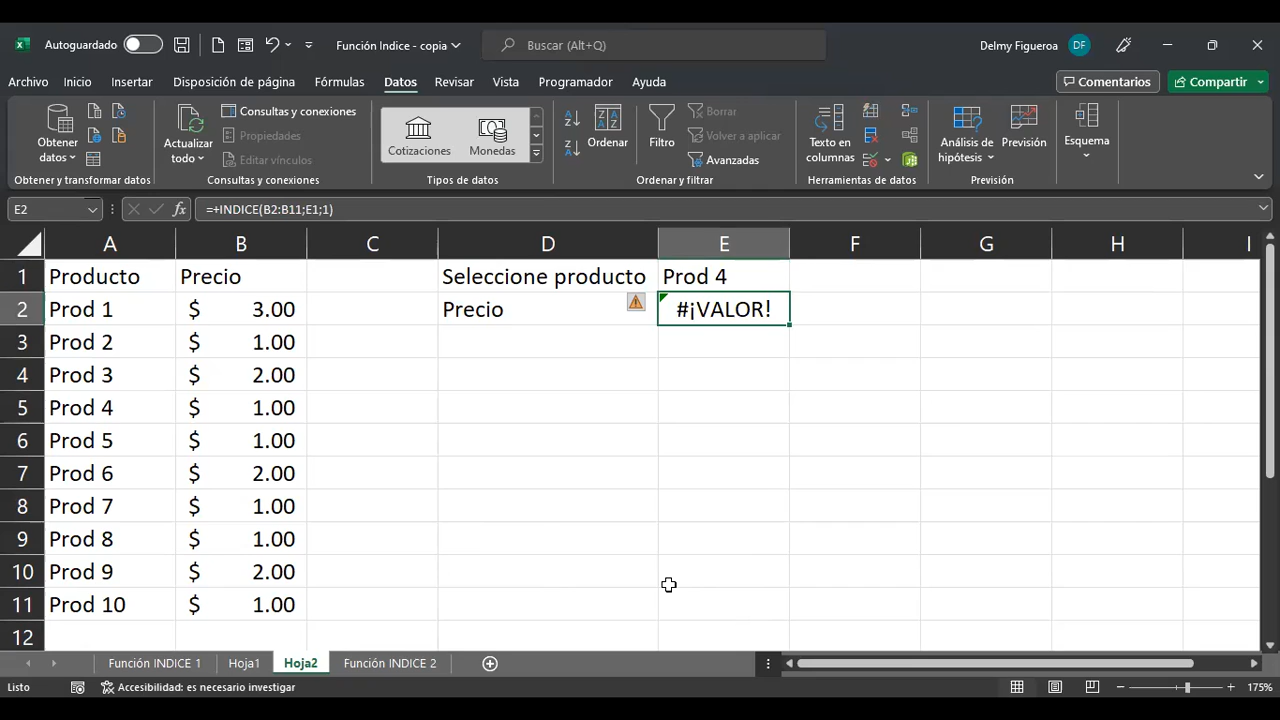 Autoguardado
Función Indice - copia
Buscar (Alt+Q)
Delmy Figueroa
DF
Archivo
Inicio
Insertar
Disposición de página
Fórmulas
Datos
Revisar
Vista
Programador
Ayuda
Comentarios
Compartir
Obtener datos
Actualizar todo
Consultas y conexiones
Propiedades
Editar vínculos
Cotizaciones
Monedas
Ordenar
Filtro
Borrar
Volver a aplicar
Avanzadas
Texto en columnas
Análisis de hipótesis
Previsión
Esquema
Obtener y transformar datos
Consultas y conexiones
Tipos de datos
Ordenar y filtrar
Herramientas de datos
Previsión
E2
fx
=+INDICE(B2:B11;E1;1)
A B C D E F G H I
1 Producto Precio Seleccione producto Prod 4
2 Prod 1 $ 3.00 Precio #¡VALOR!
3 Prod 2 $ 1.00
4 Prod 3 $ 2.00
5 Prod 4 $ 1.00
6 Prod 5 $ 1.00
7 Prod 6 $ 2.00
8 Prod 7 $ 1.00
9 Prod 8 $ 1.00
10 Prod 9 $ 2.00
11 Prod 10 $ 1.00
12
Función INDICE 1
Hoja1
Hoja2
Función INDICE 2
Listo
Accesibilidad: es necesario investigar
175%